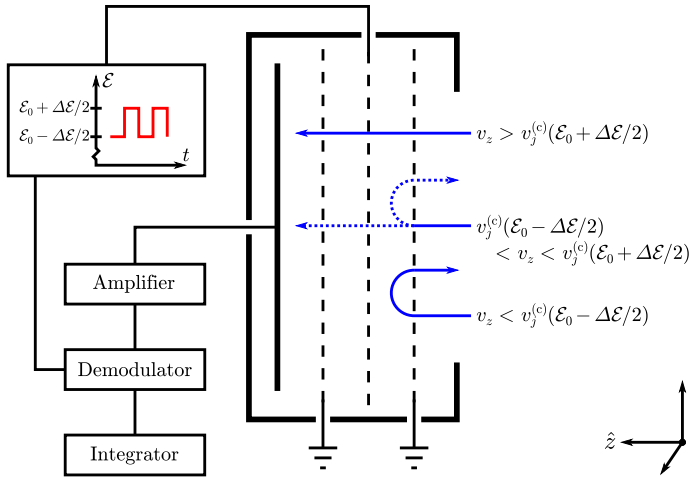 ℰ
ℰ₀ + Δℰ/2
ℰ₀ − Δℰ/2
t
v_z > v_j^(c)(ℰ₀ + Δℰ/2)
v_j^(c)(ℰ₀ − Δℰ/2)
< v_z < v_j^(c)(ℰ₀ + Δℰ/2)
v_z < v_j^(c)(ℰ₀ − Δℰ/2)
Amplifier
Demodulator
Integrator
ẑ